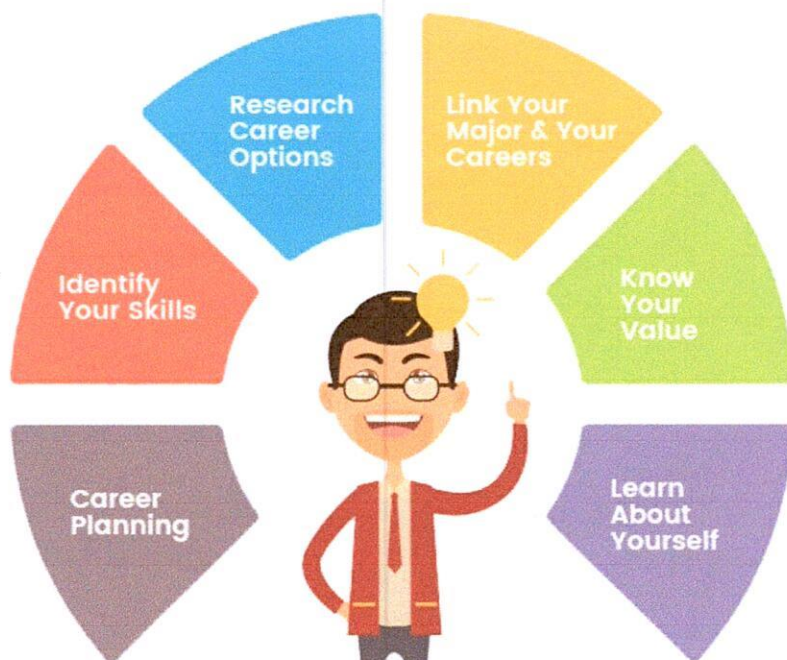 Research
Career
Options
Link Your
Major & Your
Careers
Identify
Your Skills
Know
Your
Value
Career
Planning
Learn
About
Yourself